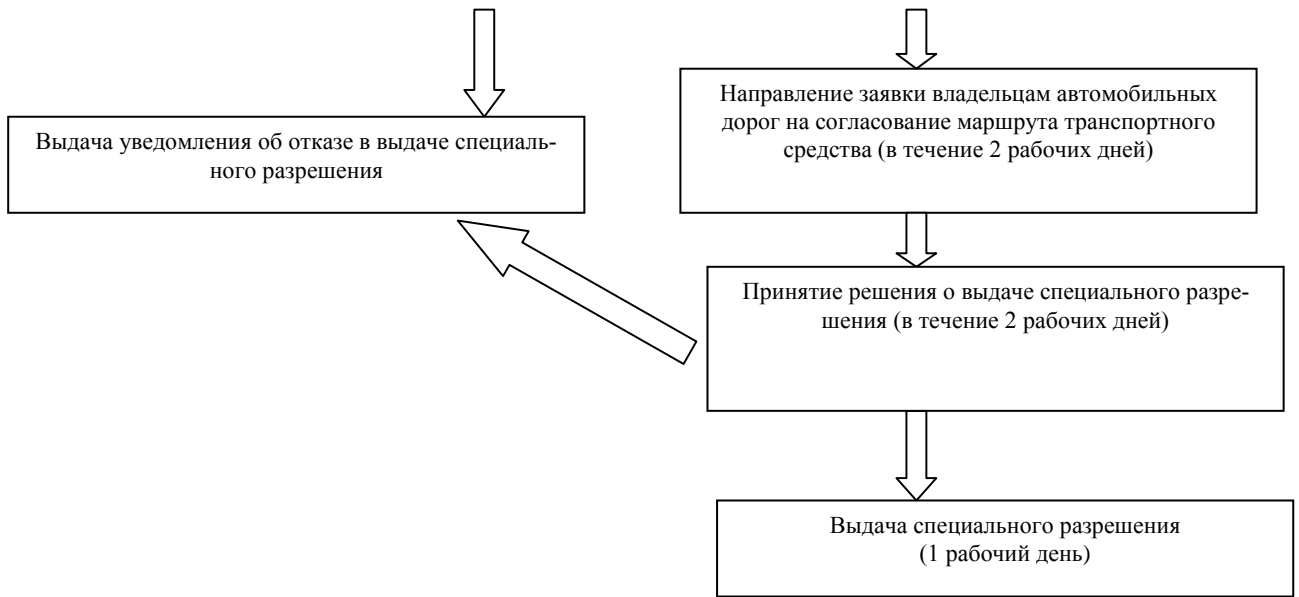 Направление заявки владельцам автомобильных
дорог на согласование маршрута транспортного
средства (в течение 2 рабочих дней)
Выдача уведомления об отказе в выдаче специаль-
ного разрешения
Принятие решения о выдаче специального разре-
шения (в течение 2 рабочих дней)
Выдача специального разрешения
(1 рабочий день)